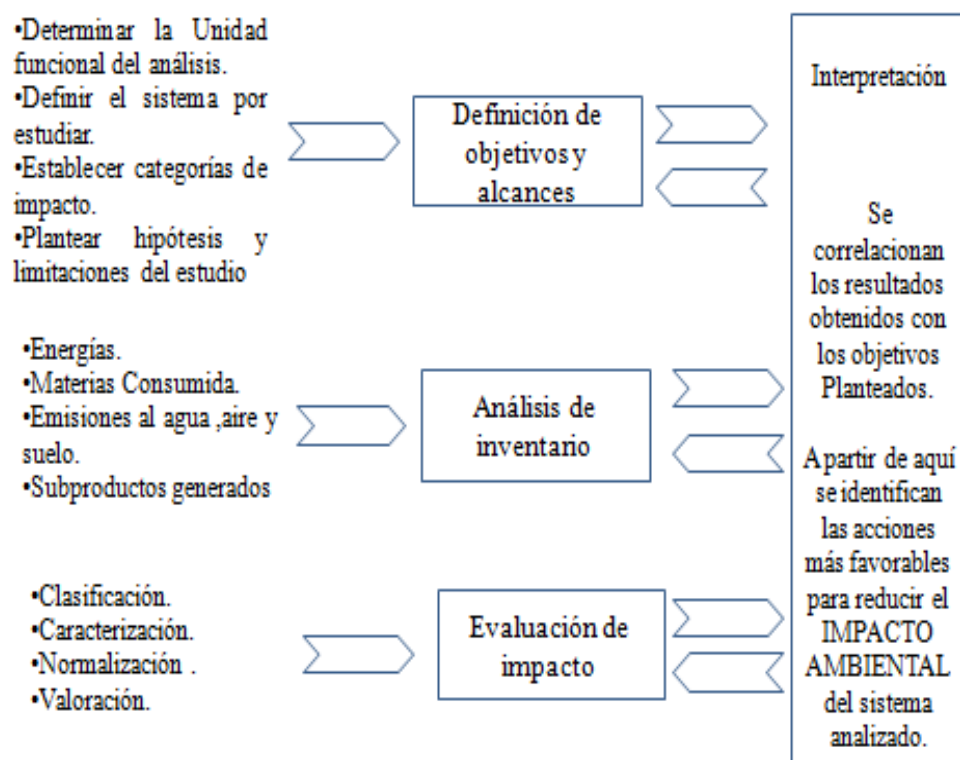 •Determinar la Unidad
funcional del análisis.
•Definir el sistema por
estudiar.
•Establecer categorías de
impacto.
•Plantear hipótesis y
limitaciones del estudio
Definición de
objetivos y
alcances
•Energías.
•Materias Consumida.
•Emisiones al agua ,aire y
suelo.
•Subproductos generados
Análisis de
inventario
•Clasificación.
•Caracterización.
•Normalización .
•Valoración.
Evaluación de
impacto
Interpretación
Se
correlacionan
los resultados
obtenidos con
los objetivos
Planteados.
A partir de aquí
se identifican
las acciones
más favorables
para reducir el
IMPACTO
AMBIENTAL
del sistema
analizado.